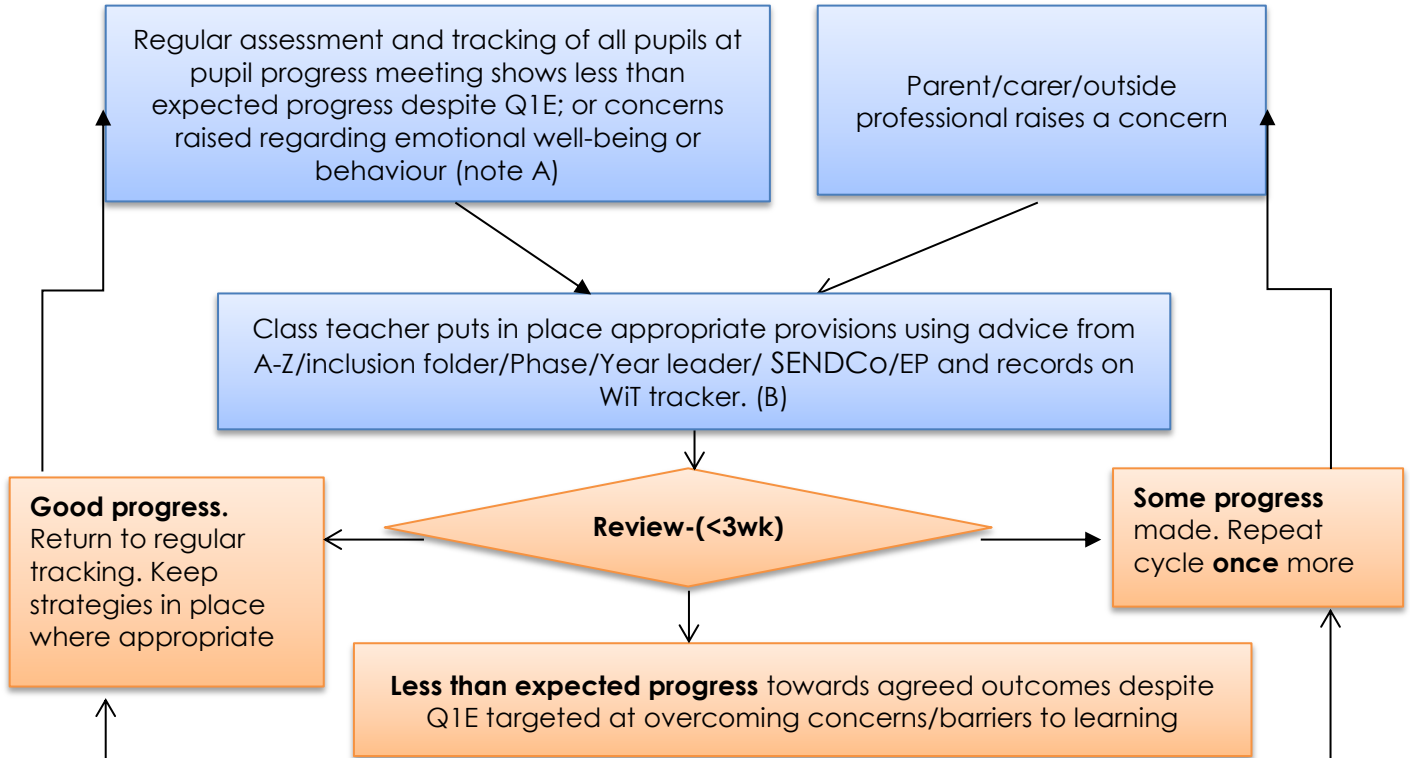 Regular assessment and tracking of all pupils at
pupil progress meeting shows less than
expected progress despite Q1E; or concerns
raised regarding emotional well-being or
behaviour (note A)
Parent/carer/outside
professional raises a concern
Class teacher puts in place appropriate provisions using advice from
A-Z/inclusion folder/Phase/Year leader/ SENDCo/EP and records on
WiT tracker. (B)
Good progress.
Return to regular
tracking. Keep
strategies in place
where appropriate
Review-(<3wk)
Some progress
made. Repeat
cycle once more
Less than expected progress towards agreed outcomes despite
Q1E targeted at overcoming concerns/barriers to learning